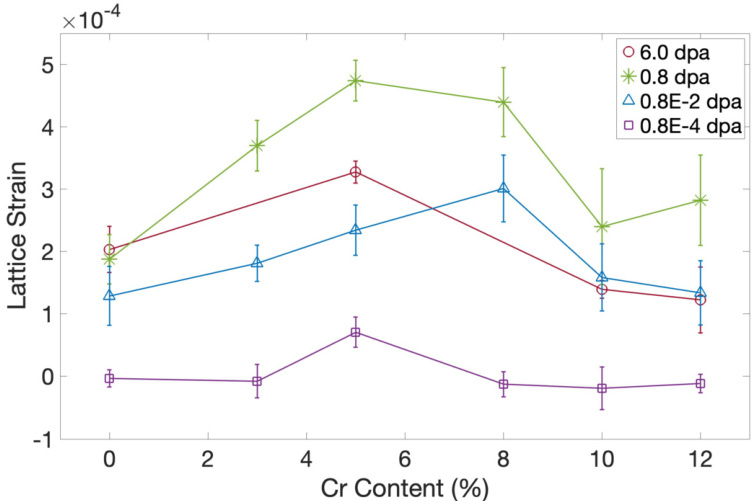 ×10⁻⁴
5
4
3
2
1
0
-1
Lattice Strain
6.0 dpa
0.8 dpa
0.8E-2 dpa
0.8E-4 dpa
0 2 4 6 8 10 12
Cr Content (%)